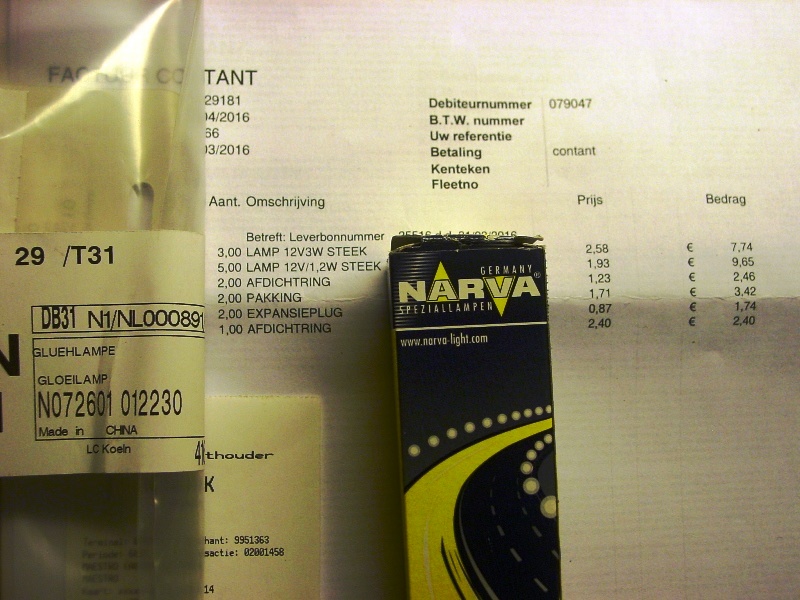 FACTUUR CONTANT
29181
04/2016
66
03/2016
Debiteurnummer 079047
B.T.W. nummer
Uw referentie
Betaling contant
Kenteken
Fleetno
Aant. Omschrijving Prijs Bedrag
Betreft: Leverbonnummer
3,00 LAMP 12V3W STEEK 2,58 € 7,74
5,00 LAMP 12V/1,2W STEEK 1,93 € 9,65
2,00 AFDICHTRING 1,23 € 2,46
2,00 PAKKING 1,71 € 3,42
2,00 EXPANSIEPLUG 0,87 € 1,74
1,00 AFDICHTRING 2,40 € 2,40
29 /T31
DB31 N1/NL000891
GLUEHLAMPE
GLOEILAMP
N072601 012230
Made in CHINA
LC Koeln
GERMANY
NARVA®
SPEZIALLAMPEN
www.narva-light.com
thouder
K
hant: 9951363
sactie: 02001458
14